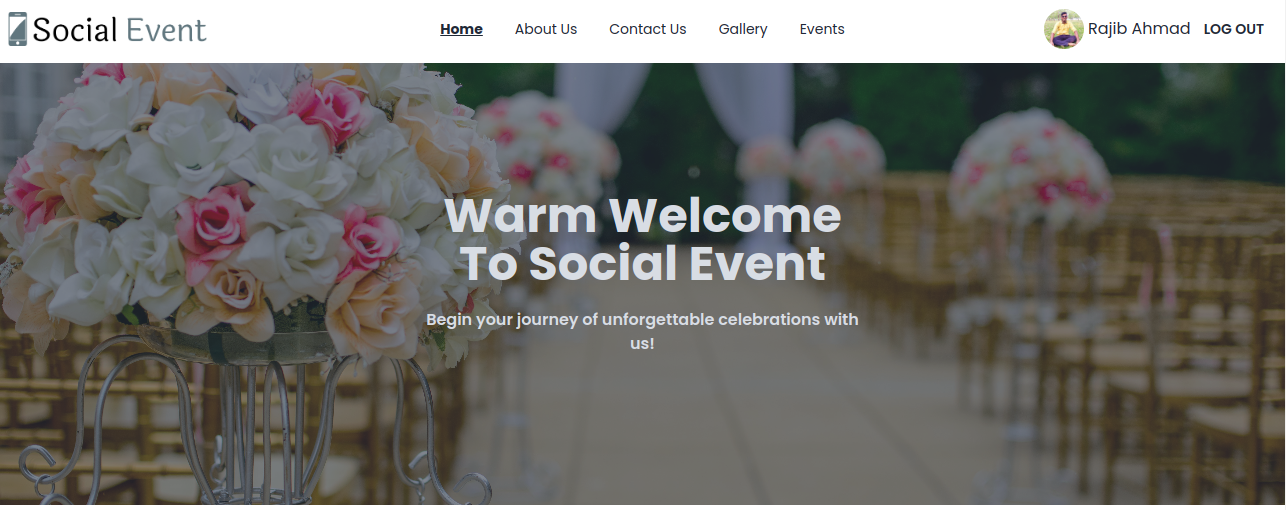 Social Event
Home About Us Contact Us Gallery Events
Rajib Ahmad LOG OUT
Warm Welcome
To Social Event
Begin your journey of unforgettable celebrations with
us!